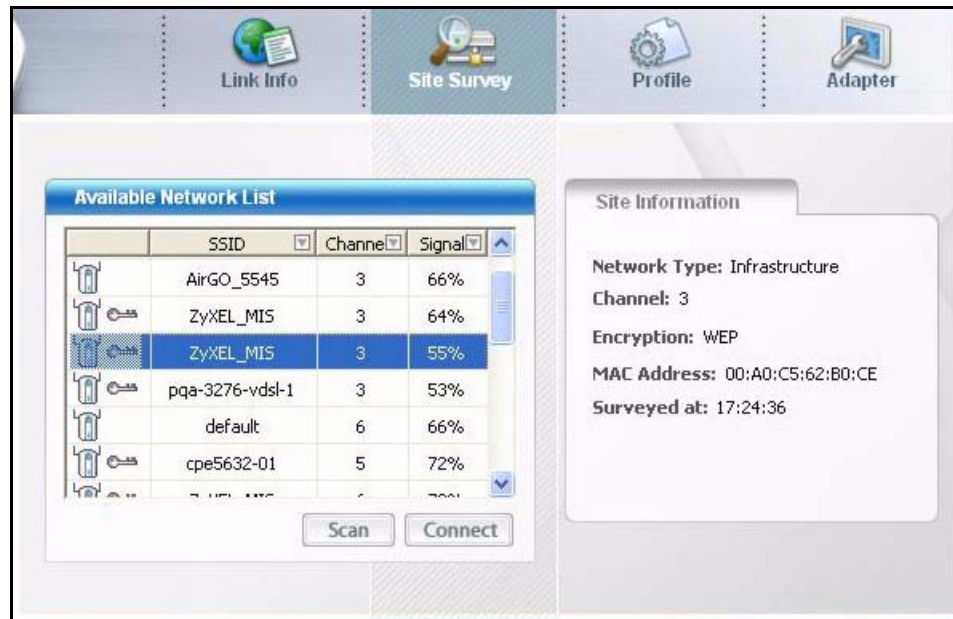 Link Info Site Survey Profile Adapter
Available Network List
SSID Channe Signal
AirGO_5545 3 66%
ZyXEL_MIS 3 64%
ZyXEL_MIS 3 55%
pqa-3276-vdsl-1 3 53%
default 6 66%
cpe5632-01 5 72%
Scan Connect
Site Information
Network Type: Infrastructure
Channel: 3
Encryption: WEP
MAC Address: 00:A0:C5:62:B0:CE
Surveyed at: 17:24:36